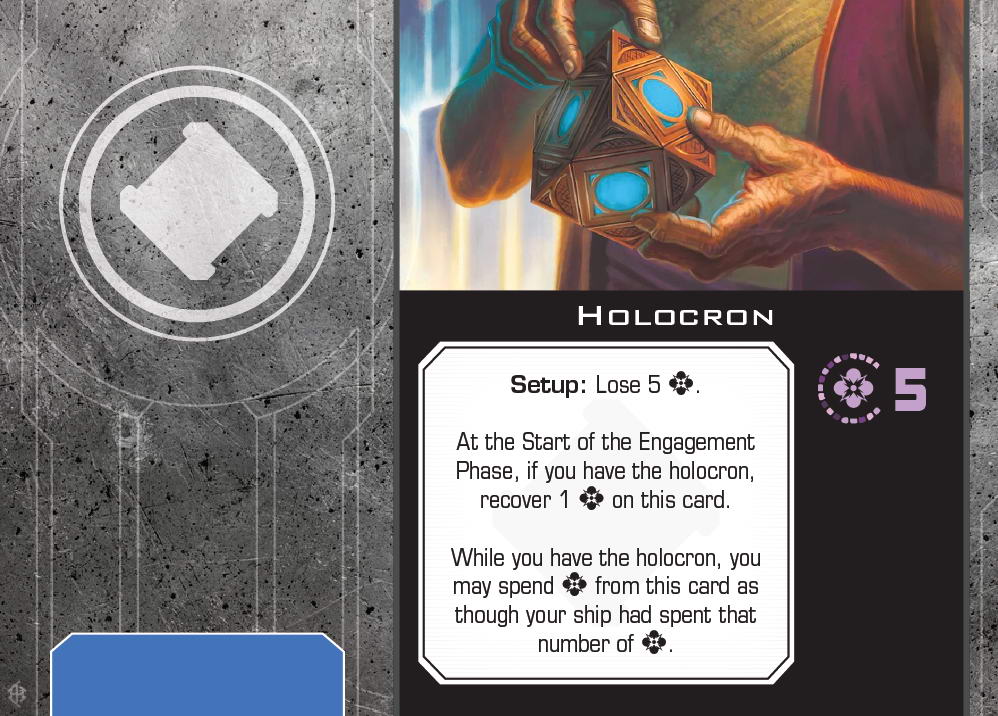 HOLOCRON
Setup: Lose 5 .
5
At the Start of the Engagement
Phase, if you have the holocron,
recover 1 on this card.
While you have the holocron, you
may spend from this card as
though your ship had spent that
number of .